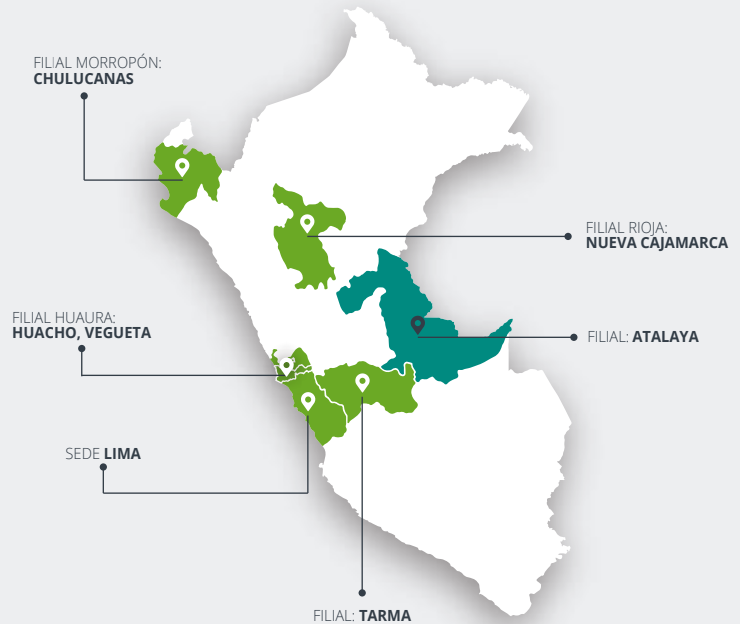 FILIAL MORROPÓN:
CHULUCANAS
FILIAL RIOJA:
NUEVA CAJAMARCA
FILIAL HUAURA:
HUACHO, VEGUETA
FILIAL: ATALAYA
SEDE LIMA
FILIAL: TARMA